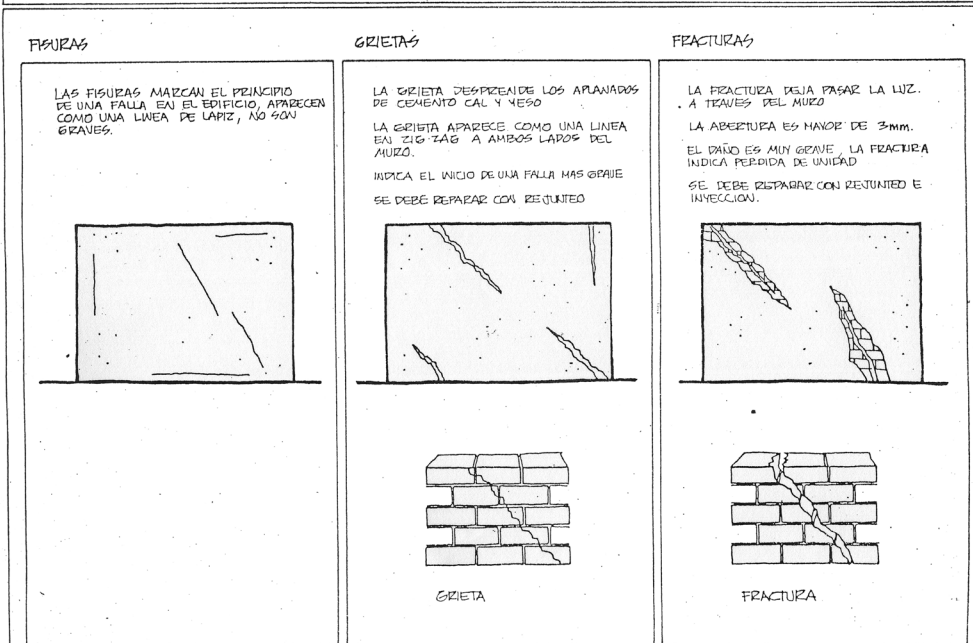 FISURAS
LAS FISURAS MARCAN EL PRINCIPIO
DE UNA FALLA EN EL EDIFICIO, APARECEN
COMO UNA LINEA DE LAPIZ, NO SON
GRAVES.
GRIETAS
LA GRIETA DESPRENDE LOS APLANADOS
DE CEMENTO CAL Y YESO
LA GRIETA APARECE COMO UNA LINEA
EN ZIG-ZAG A AMBOS LADOS DEL
MURO.
INDICA EL INICIO DE UNA FALLA MAS GRAVE
SE DEBE REPARAR CON REJUNTEO
GRIETA
FRACTURAS
LA FRACTURA DEJA PASAR LA LUZ.
A TRAVES DEL MURO
LA ABERTURA ES MAYOR DE 3mm.
EL DAÑO ES MUY GRAVE, LA FRACTURA
INDICA PERDIDA DE UNIDAD
SE DEBE REPARAR CON REJUNTEO E
INYECCION.
FRACTURA